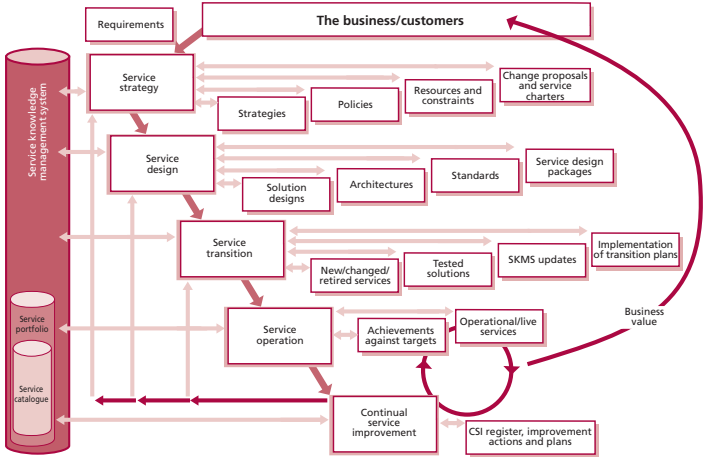 Requirements
The business/customers
Service knowledge
management system
Service
strategy
Strategies
Policies
Resources and
constraints
Change proposals
and service
charters
Service
design
Solution
designs
Architectures
Standards
Service design
packages
Service
transition
New/changed/
retired services
Tested
solutions
SKMS updates
Implementation
of transition plans
Service
portfolio
Service
catalogue
Service
operation
Achievements
against targets
Operational/live
services
Business
value
Continual
service
improvement
CSI register, improvement
actions and plans